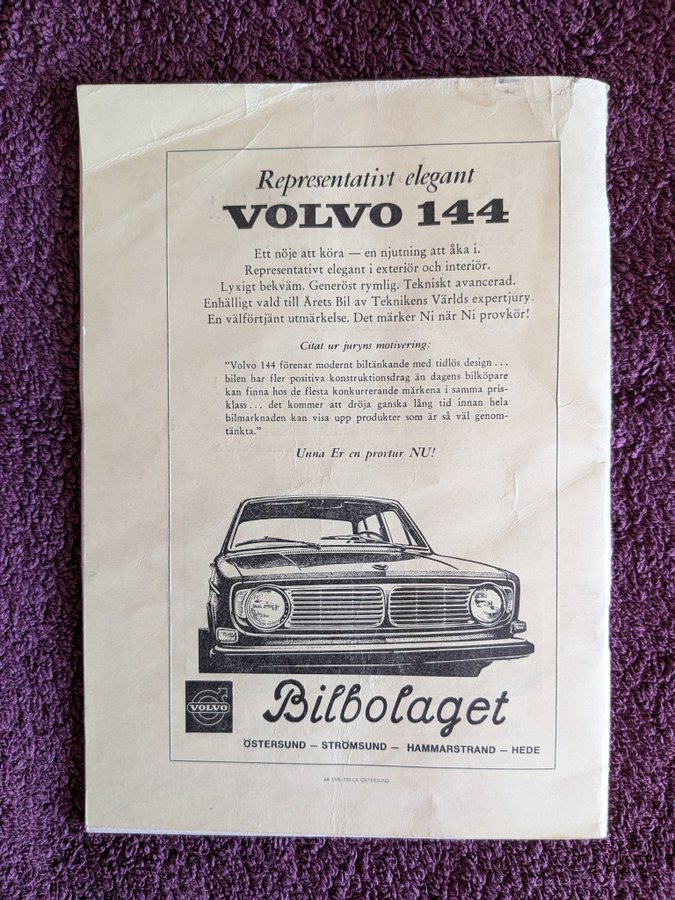 Representativt elegant
VOLVO 144
Ett nöje att köra — en njutning att åka i.
Representativt elegant i exteriör och interiör.
Lyxigt bekväm. Generöst rymlig. Tekniskt avancerad.
Enhälligt vald till Årets Bil av Teknikens Världs expertjury.
En välförtjänt utmärkelse. Det märker Ni när Ni provkör!
Citat ur juryns motivering:
"Volvo 144 förenar modernt biltänkande med tidlös design . . .
bilen har fler positiva konstruktionsdrag än dagens bilköpare
kan finna hos de flesta konkurrerande märkena i samma pris-
klass . . . det kommer att dröja ganska lång tid innan hela
bilmarknaden kan visa upp produkter som är så väl genom-
tänkta."
Unna Er en provtur NU!
VOLVO
Bilbolaget
ÖSTERSUND — STRÖMSUND — HAMMARSTRAND — HEDE
AB ÖSTERSUND